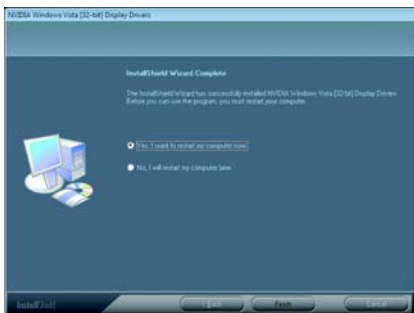 NVIDIA Windows Vista (32-bit) Display Drivers
InstallShield Wizard Complete
The InstallShield Wizard has successfully installed NVIDIA Windows Vista (32-bit) Display Drivers.
Before you can use the program, you must restart your computer.
Yes, I want to restart my computer now.
No, I will restart my computer later.
InstallShield
< Back
Finish
Cancel